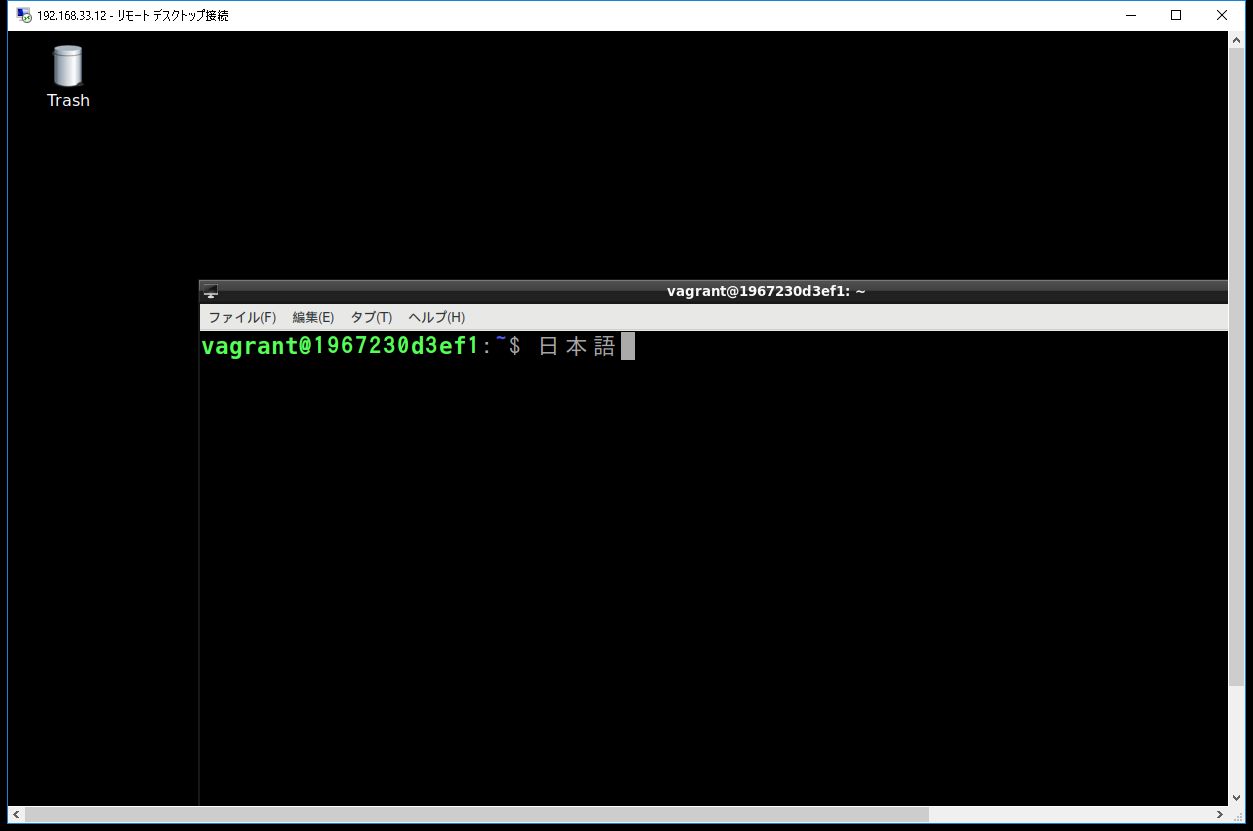 192.168.33.12 - リモート デスクトップ接続
Trash
vagrant@1967230d3ef1: ~
ファイル(F) 編集(E) タブ(T) ヘルプ(H)
vagrant@1967230d3ef1:~$ 日本語